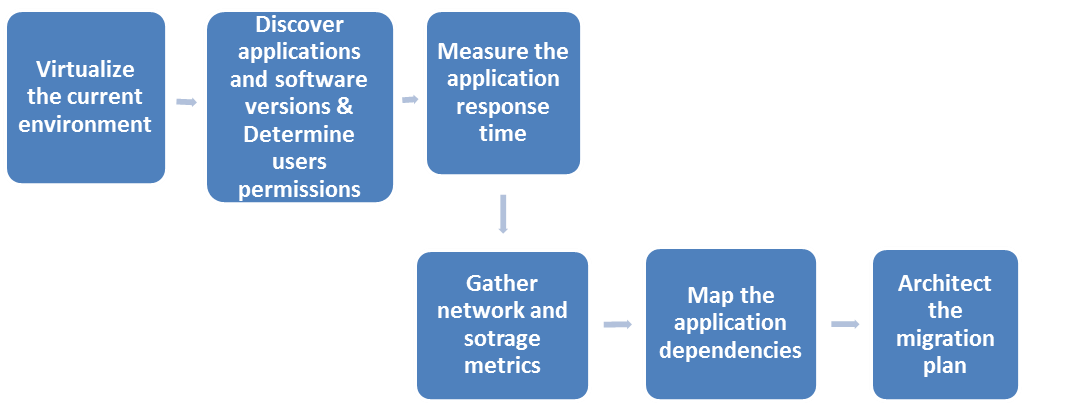 Virtualize
the current
environment
Discover
applications
and software
versions &
Determine
users
permissions
Measure the
application
response
time
Gather
network and
sotrage
metrics
Map the
application
dependencies
Architect
the
migration
plan